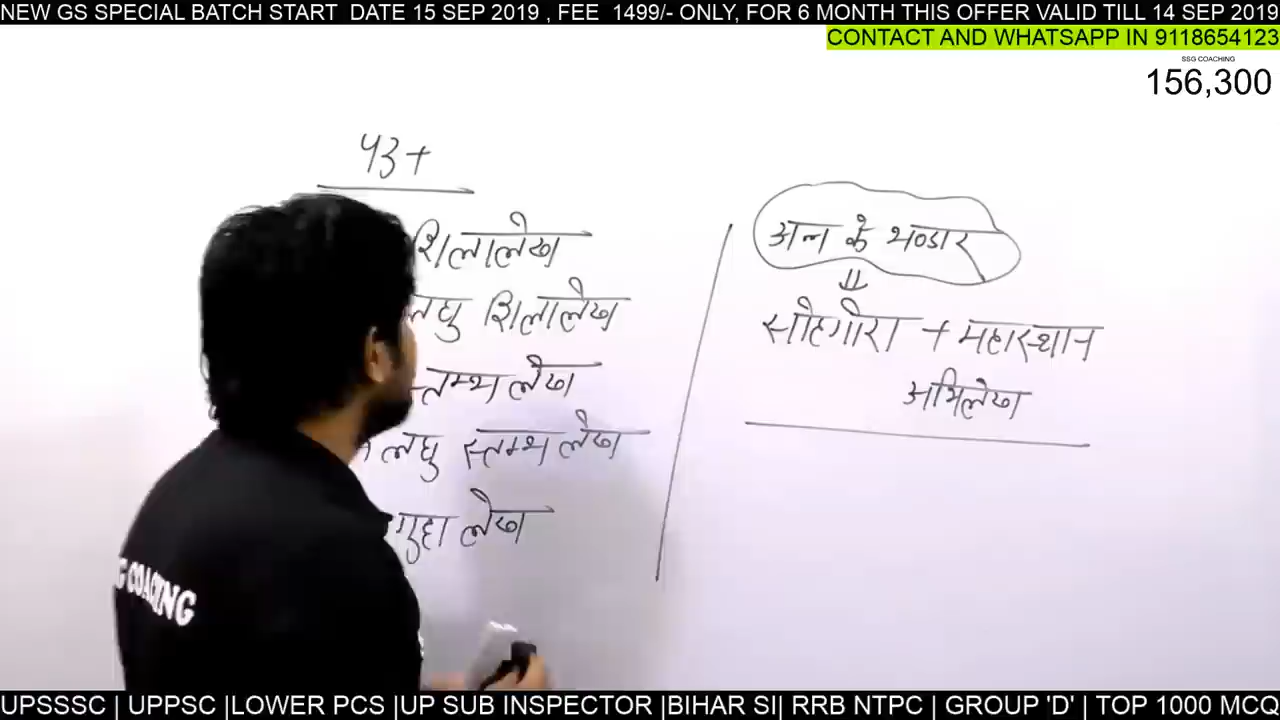 NEW GS SPECIAL BATCH START DATE 15 SEP 2019 , FEE 1499/- ONLY, FOR 6 MONTH THIS OFFER VALID TILL 14 SEP 2019
CONTACT AND WHATSAPP IN 9118654123
SSG COACHING
156,300
43+
शिलालेख
लघु शिलालेख
स्तम्भ लेख
लघु स्तम्भ लेख
गुहा लेख
अन्न के भण्डार
⇓
सोहगौरा + महास्थान
अभिलेख
G COACHING
UPSSSC | UPPSC |LOWER PCS |UP SUB INSPECTOR |BIHAR SI| RRB NTPC | GROUP 'D' | TOP 1000 MCQ